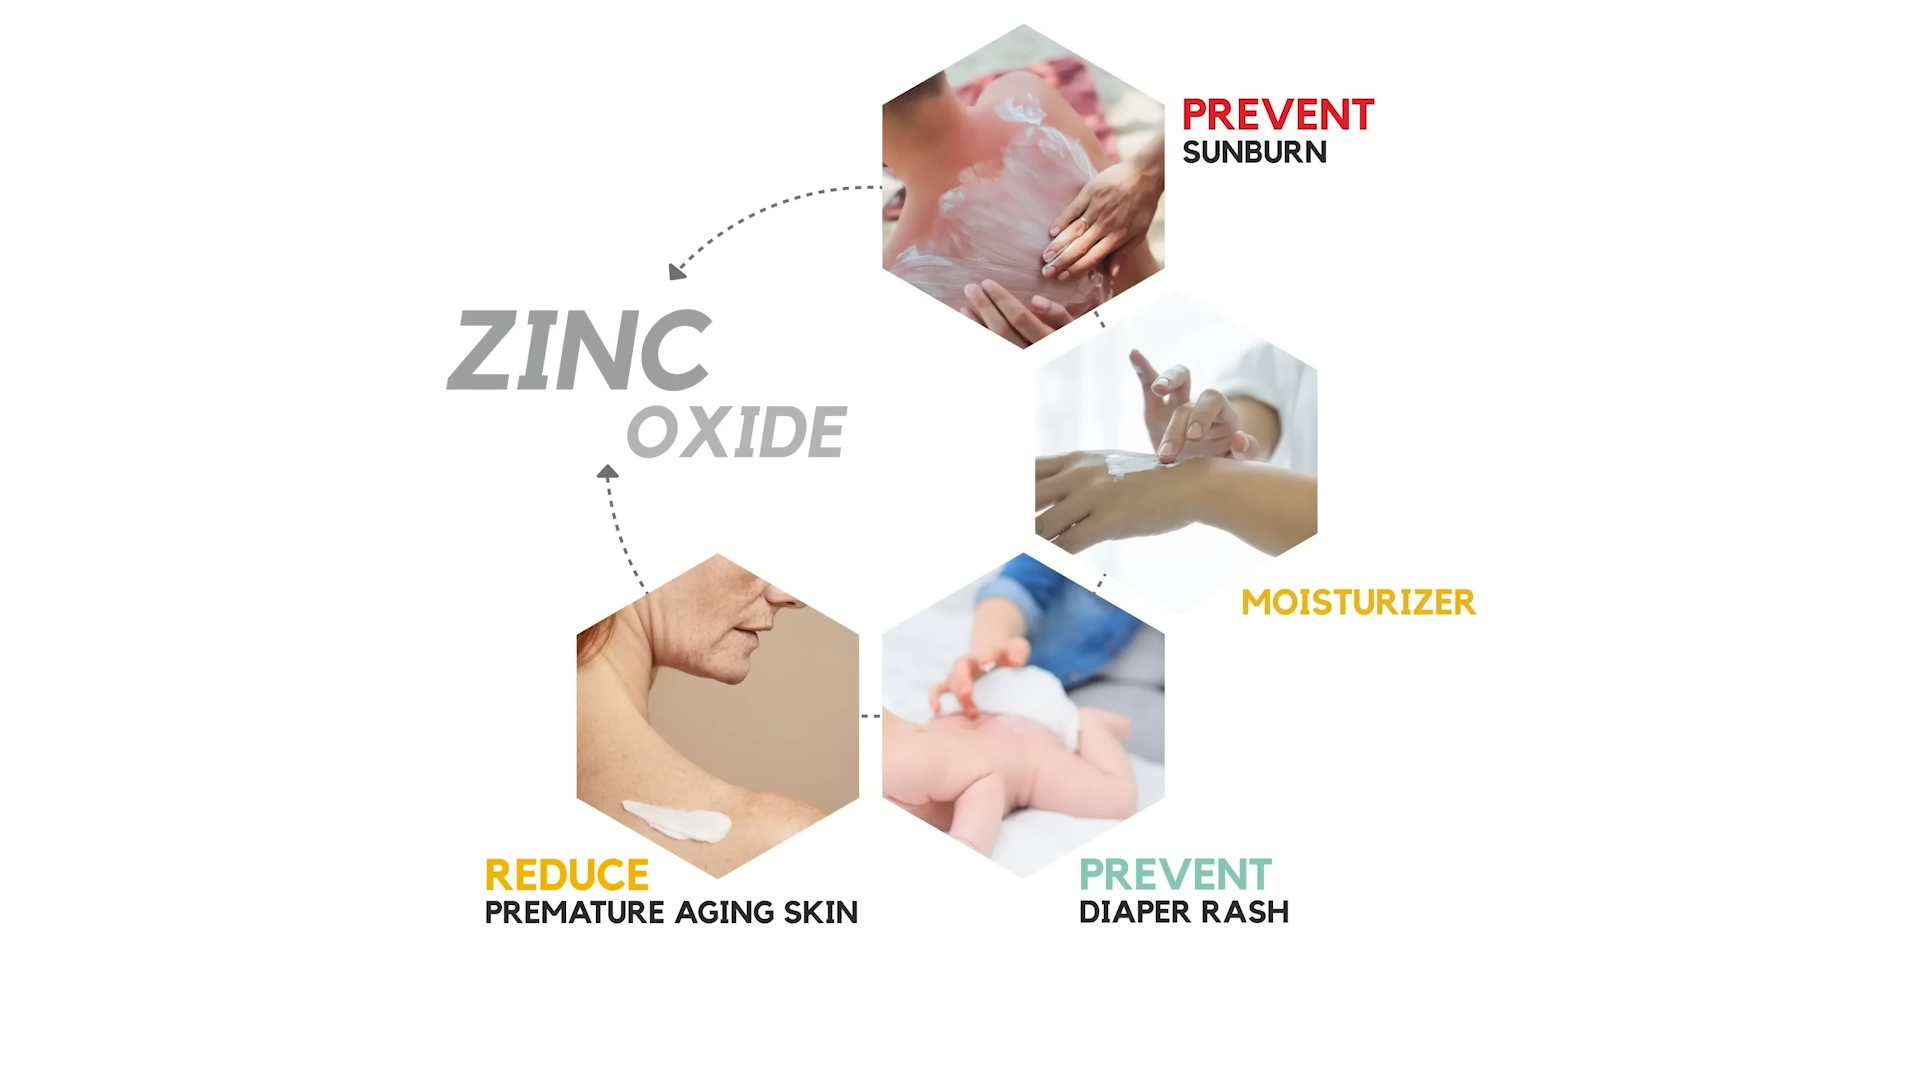 PREVENT
SUNBURN
ZINC
OXIDE
MOISTURIZER
REDUCE
PREMATURE AGING SKIN
PREVENT
DIAPER RASH